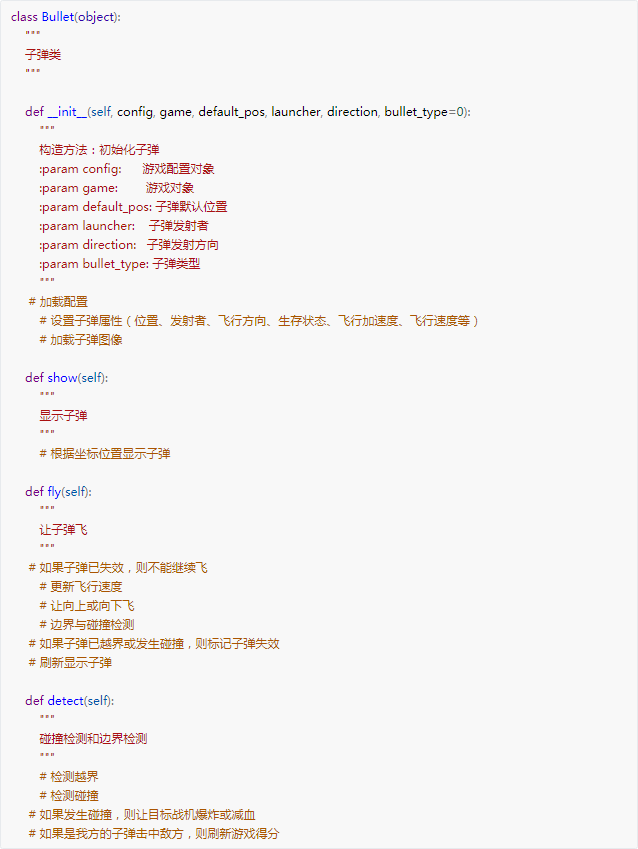 class Bullet(object):
"""
子弹类
"""
def __init__(self, config, game, default_pos, launcher, direction, bullet_type=0):
"""
构造方法：初始化子弹
:param config: 游戏配置对象
:param game: 游戏对象
:param default_pos: 子弹默认位置
:param launcher: 子弹发射者
:param direction: 子弹发射方向
:param bullet_type: 子弹类型
"""
# 加载配置
# 设置子弹属性（位置、发射者、飞行方向、生存状态、飞行加速度、飞行速度等）
# 加载子弹图像
def show(self):
"""
显示子弹
"""
# 根据坐标位置显示子弹
def fly(self):
"""
让子弹飞
"""
# 如果子弹已失效，则不能继续飞
# 更新飞行速度
# 让向上或向下飞
# 边界与碰撞检测
# 如果子弹已越界或发生碰撞，则标记子弹失效
# 刷新显示子弹
def detect(self):
"""
碰撞检测和边界检测
"""
# 检测越界
# 检测碰撞
# 如果发生碰撞，则让目标战机爆炸或减血
# 如果是我方的子弹击中敌方，则刷新游戏得分